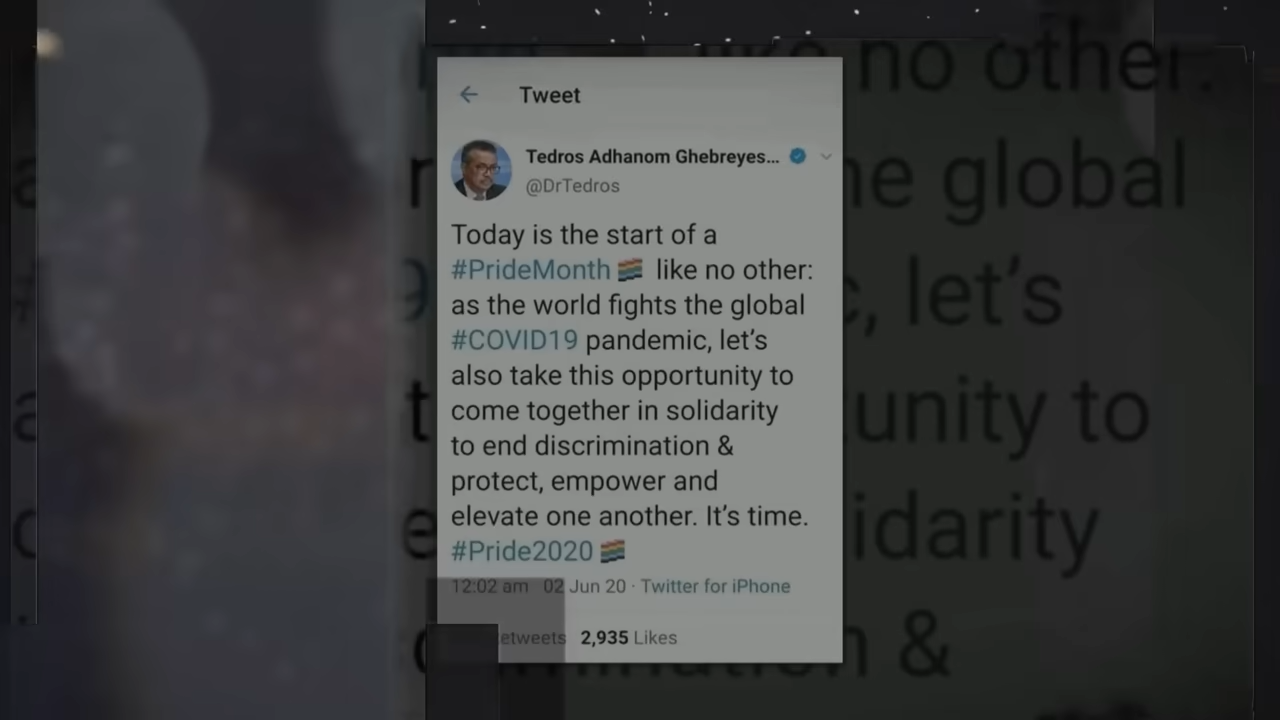 Tweet
Tedros Adhanom Ghebreyes...
@DrTedros
Today is the start of a
#PrideMonth like no other:
as the world fights the global
#COVID19 pandemic, let's
also take this opportunity to
come together in solidarity
to end discrimination &
protect, empower and
elevate one another. It's time.
#Pride2020
12:02 am 02 Jun 20 · Twitter for iPhone
2,935 Likes
no other:
global
let's
to
&